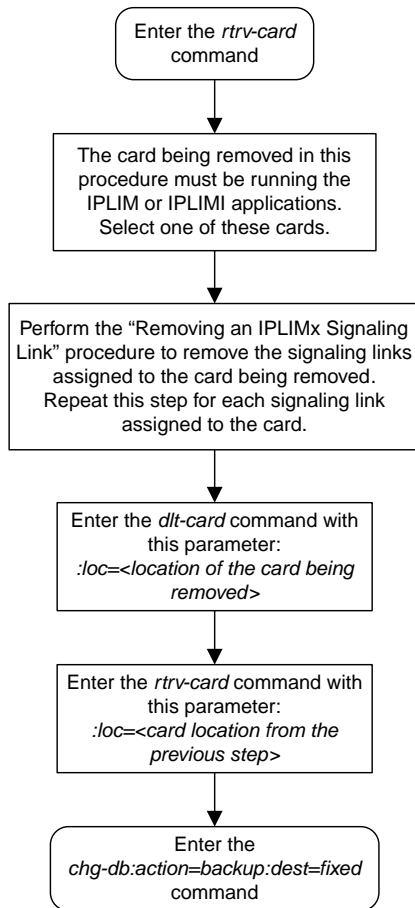 Enter the rtrv-card
command
The card being removed in this
procedure must be running the
IPLIM or IPLIMI applications.
Select one of these cards.
Perform the “Removing an IPLIMx Signaling
Link” procedure to remove the signaling links
assigned to the card being removed.
Repeat this step for each signaling link
assigned to the card.
Enter the dlt-card command with
this parameter:
:loc=<location of the card being
removed>
Enter the rtrv-card command with
this parameter:
:loc=<card location from the
previous step>
Enter the
chg-db:action=backup:dest=fixed
command